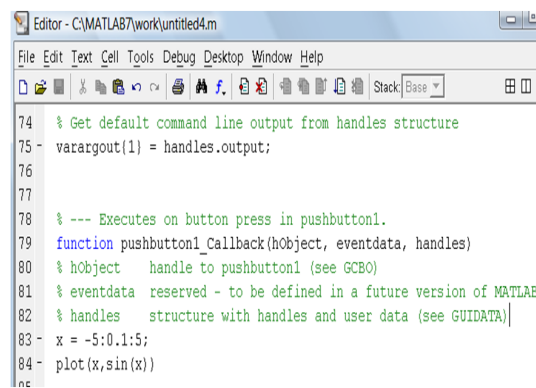 Editor - C:\MATLAB7\work\untitled4.m
File Edit Text Cell Tools Debug Desktop Window Help
Stack: Base
74 % Get default command line output from handles structure
75 - varargout{1} = handles.output;
76
77
78 % --- Executes on button press in pushbutton1.
79 function pushbutton1_Callback(hObject, eventdata, handles)
80 % hObject handle to pushbutton1 (see GCBO)
81 % eventdata reserved - to be defined in a future version of MATLAB
82 % handles structure with handles and user data (see GUIDATA)
83 - x = -5:0.1:5;
84 - plot(x,sin(x))
85